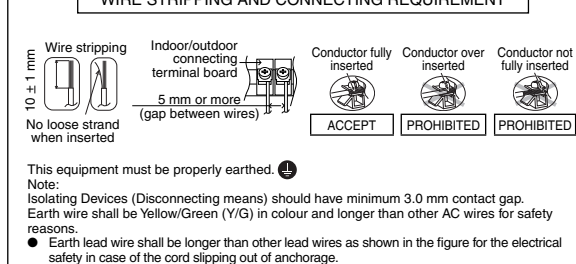 WIRE STRIPPING AND CONNECTING REQUIREMENT
Wire stripping
10 ± 1 mm
No loose strand
when inserted
Indoor/outdoor
connecting
terminal board
5 mm or more
(gap between wires)
Conductor fully
inserted
ACCEPT
Conductor over
inserted
PROHIBITED
Conductor not
fully inserted
PROHIBITED
This equipment must be properly earthed.
Note:
Isolating Devices (Disconnecting means) should have minimum 3.0 mm contact gap.
Earth wire shall be Yellow/Green (Y/G) in colour and longer than other AC wires for safety
reasons.
● Earth lead wire shall be longer than other lead wires as shown in the figure for the electrical
safety in case of the cord slipping out of anchorage.